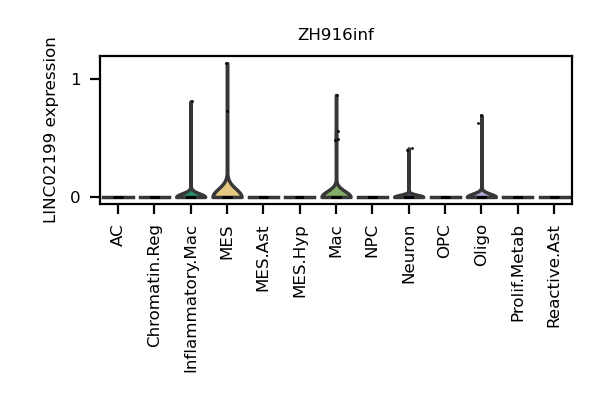 ZH916inf
LINC02199 expression
1
0
AC
Chromatin.Reg
Inflammatory.Mac
MES
MES.Ast
MES.Hyp
Mac
NPC
Neuron
OPC
Oligo
Prolif.Metab
Reactive.Ast